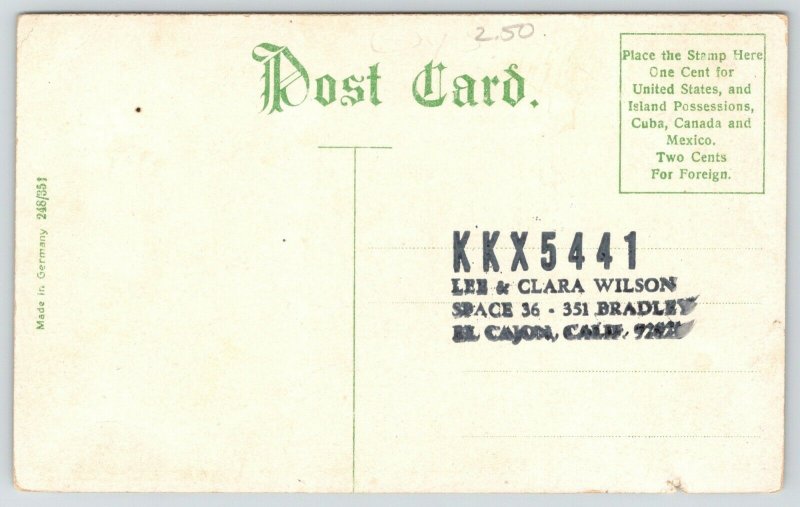 2.50.
Post Card.
Place the Stamp Here
One Cent for
United States, and
Island Possessions,
Cuba, Canada and
Mexico.
Two Cents
For Foreign.
Made in Germany 248/351
KKX5441
LEE & CLARA WILSON
SPACE 36 - 351 BRADLEY
EL CAJON, CALIF.